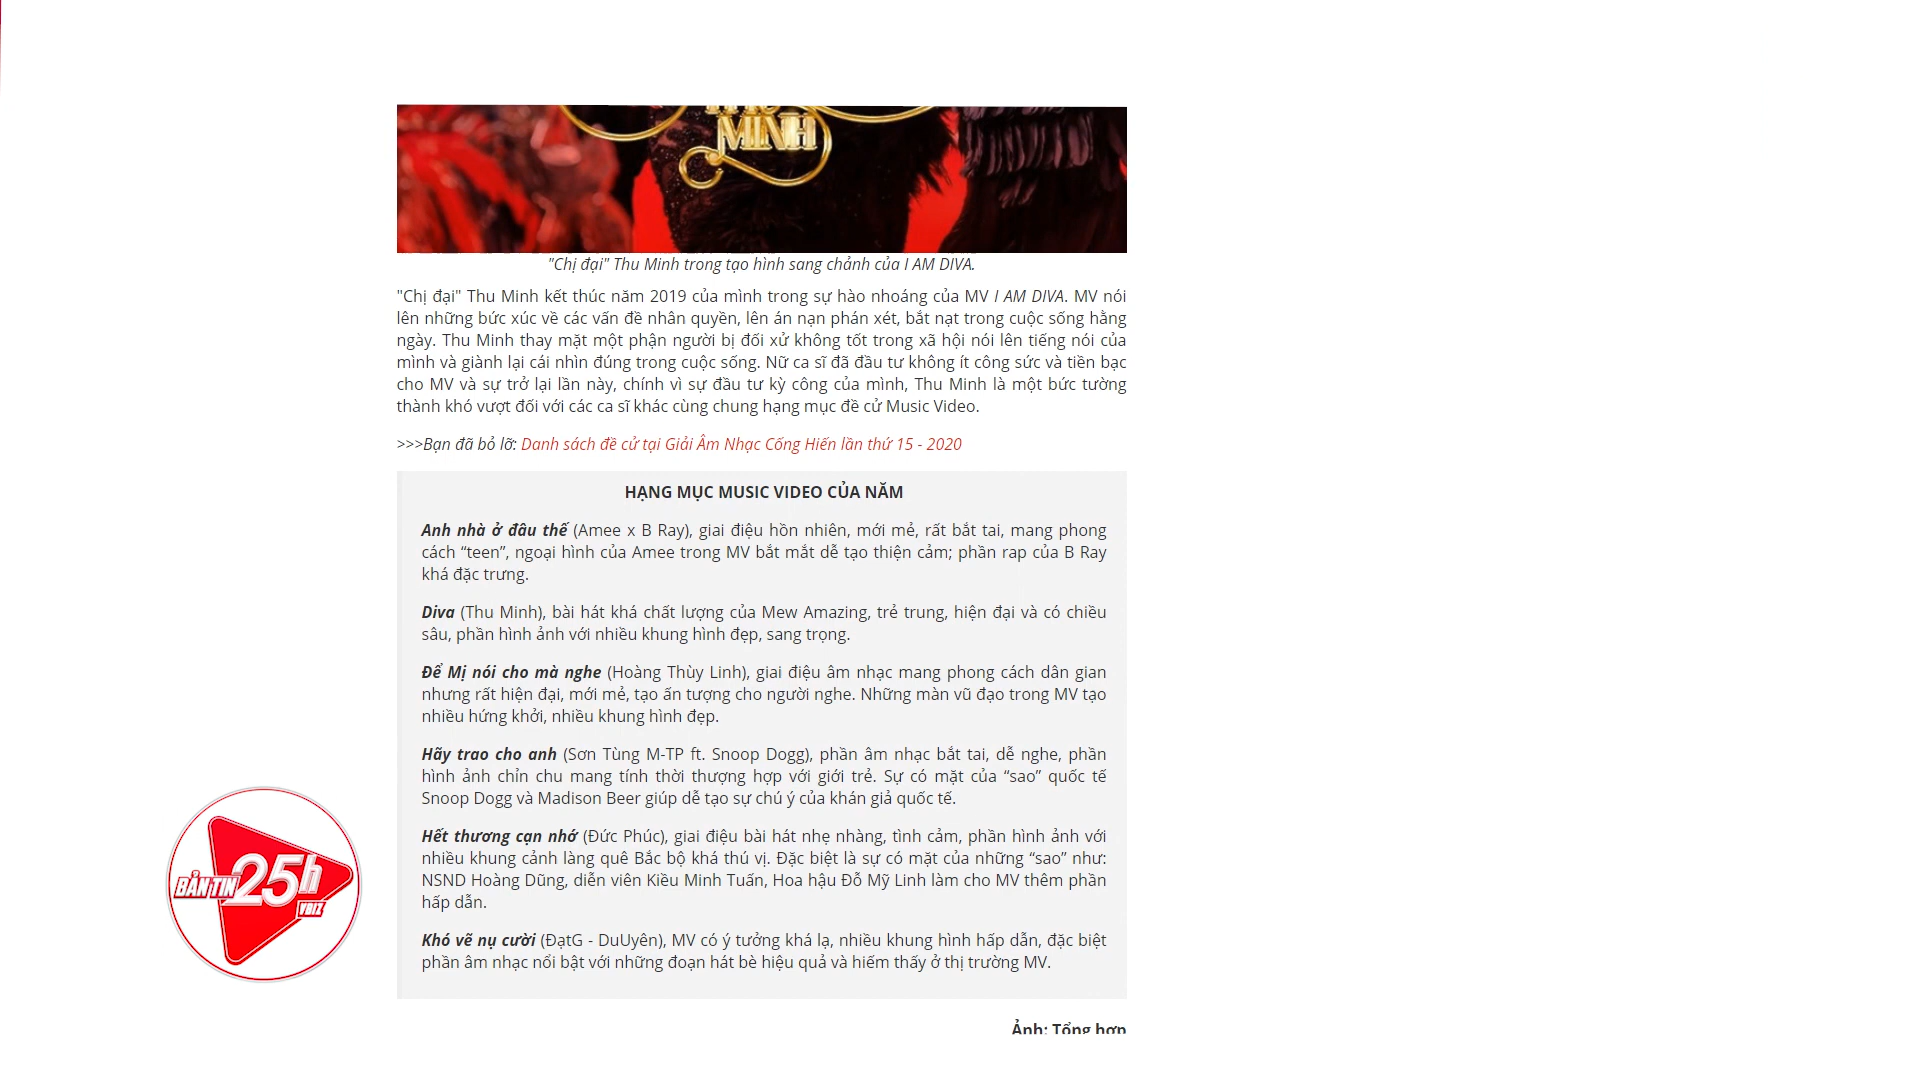 MINH
"Chị đại" Thu Minh trong tạo hình sang chảnh của I AM DIVA.
"Chị đại" Thu Minh kết thúc năm 2019 của mình trong sự hào nhoáng của MV I AM DIVA. MV nói
lên những bức xúc về các vấn đề nhân quyền, lên án nạn phán xét, bắt nạt trong cuộc sống hằng
ngày. Thu Minh thay mặt một phận người bị đối xử không tốt trong xã hội nói lên tiếng nói của
mình và giành lại cái nhìn đúng trong cuộc sống. Nữ ca sĩ đã đầu tư không ít công sức và tiền bạc
cho MV và sự trở lại lần này, chính vì sự đầu tư kỳ công của mình, Thu Minh là một bức tường
thành khó vượt đối với các ca sĩ khác cùng chung hạng mục đề cử Music Video.
>>>Bạn đã bỏ lỡ: Danh sách đề cử tại Giải Âm Nhạc Cống Hiến lần thứ 15 - 2020
HẠNG MỤC MUSIC VIDEO CỦA NĂM
Anh nhà ở đâu thế (Amee x B Ray), giai điệu hồn nhiên, mới mẻ, rất bắt tai, mang phong
cách “teen”, ngoại hình của Amee trong MV bắt mắt dễ tạo thiện cảm; phần rap của B Ray
khá đặc trưng.
Diva (Thu Minh), bài hát khá chất lượng của Mew Amazing, trẻ trung, hiện đại và có chiều
sâu, phần hình ảnh với nhiều khung hình đẹp, sang trọng.
Để Mị nói cho mà nghe (Hoàng Thùy Linh), giai điệu âm nhạc mang phong cách dân gian
nhưng rất hiện đại, mới mẻ, tạo ấn tượng cho người nghe. Những màn vũ đạo trong MV tạo
nhiều hứng khởi, nhiều khung hình đẹp.
Hãy trao cho anh (Sơn Tùng M-TP ft. Snoop Dogg), phần âm nhạc bắt tai, dễ nghe, phần
hình ảnh chỉn chu mang tính thời thượng hợp với giới trẻ. Sự có mặt của “sao” quốc tế
Snoop Dogg và Madison Beer giúp dễ tạo sự chú ý của khán giả quốc tế.
Hết thương cạn nhớ (Đức Phúc), giai điệu bài hát nhẹ nhàng, tình cảm, phần hình ảnh với
nhiều khung cảnh làng quê Bắc bộ khá thú vị. Đặc biệt là sự có mặt của những “sao” như:
NSND Hoàng Dũng, diễn viên Kiều Minh Tuấn, Hoa hậu Đỗ Mỹ Linh làm cho MV thêm phần
hấp dẫn.
Khó vẽ nụ cười (ĐạtG - DuUyên), MV có ý tưởng khá lạ, nhiều khung hình hấp dẫn, đặc biệt
phần âm nhạc nổi bật với những đoạn hát bè hiệu quả và hiếm thấy ở thị trường MV.
Ảnh: Tổng hợp
BẢN TIN 25h
VBIZ